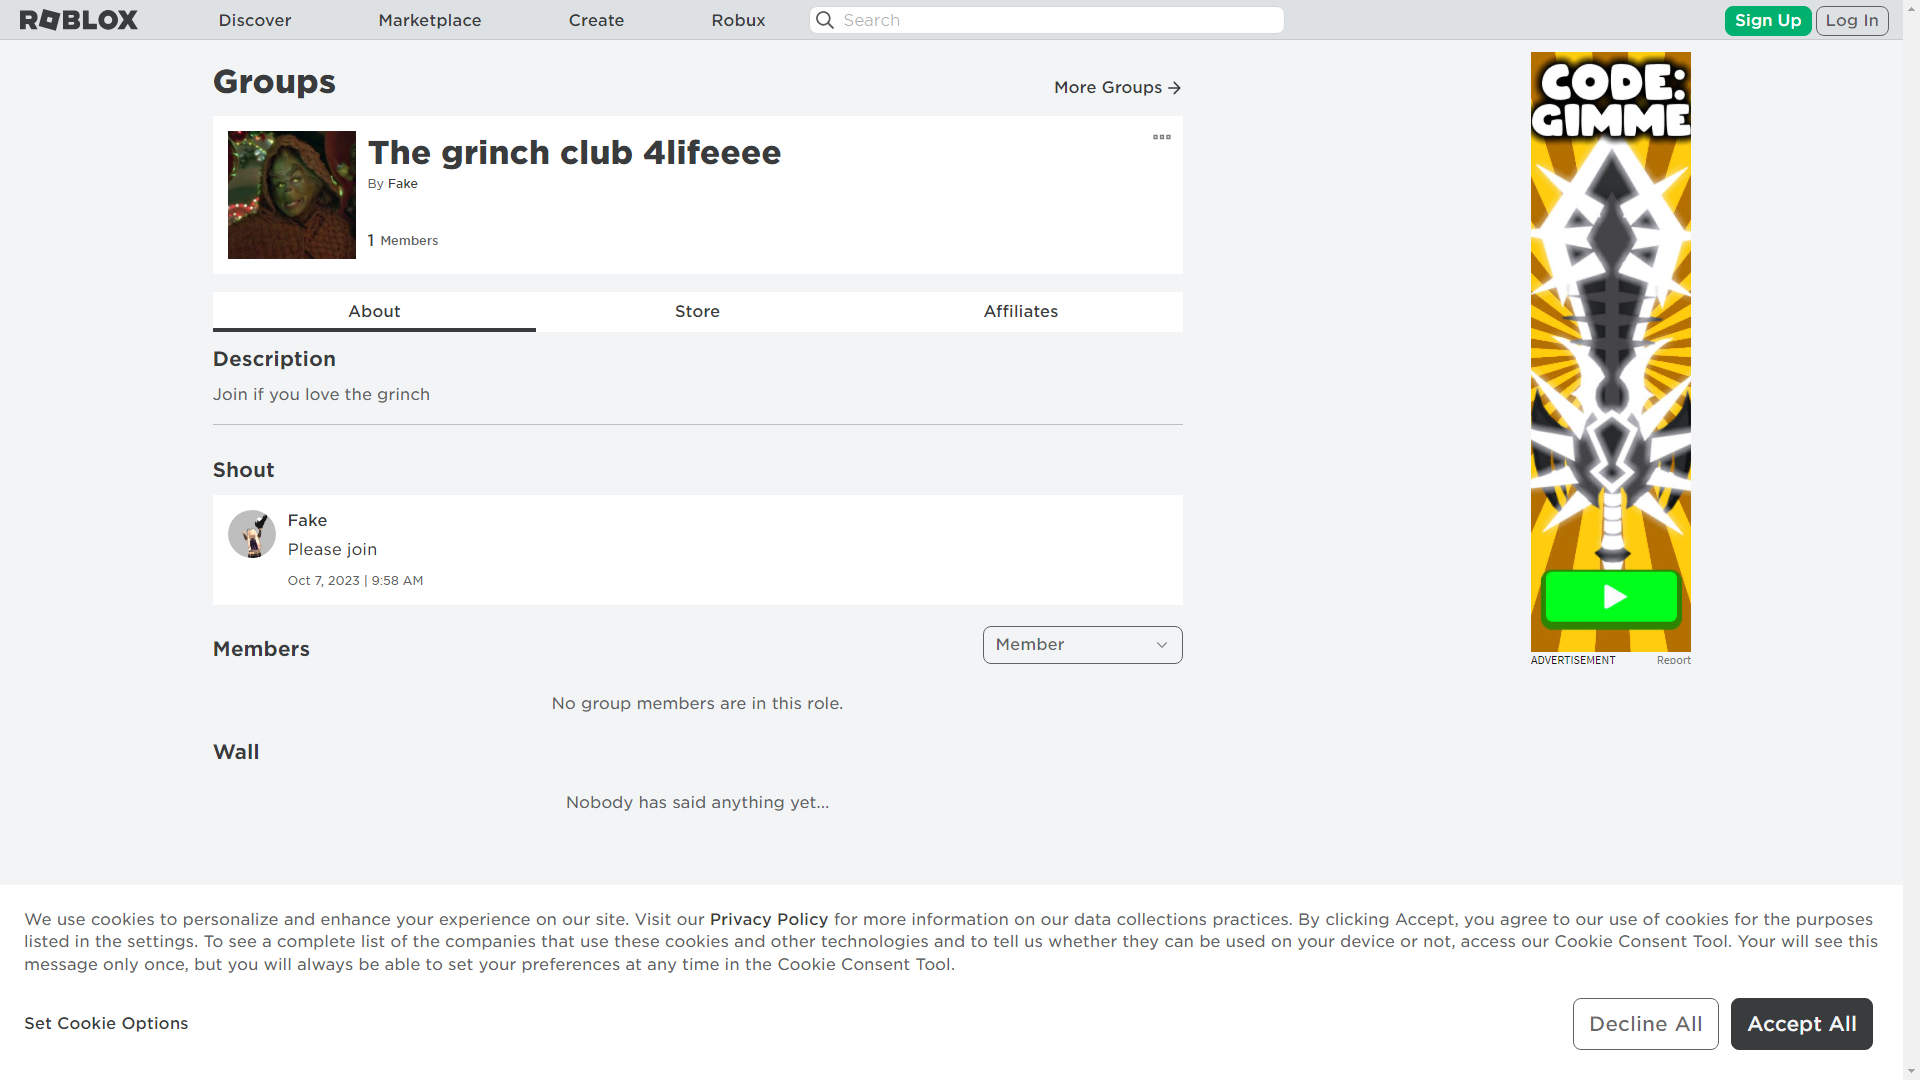 ROBLOX
Discover
Marketplace
Create
Robux
Search
Sign Up
Log In
Groups
More Groups
The grinch club 4lifeeee
By Fake
1 Members
About
Store
Affiliates
Description
Join if you love the grinch
Shout
Fake
Please join
Oct 7, 2023 | 9:58 AM
Members
Member
No group members are in this role.
Wall
Nobody has said anything yet...
CODE:
GIMME
ADVERTISEMENT
Report
We use cookies to personalize and enhance your experience on our site. Visit our Privacy Policy for more information on our data collections practices. By clicking Accept, you agree to our use of cookies for the purposes
listed in the settings. To see a complete list of the companies that use these cookies and other technologies and to tell us whether they can be used on your device or not, access our Cookie Consent Tool. Your will see this
message only once, but you will always be able to set your preferences at any time in the Cookie Consent Tool.
Set Cookie Options
Decline All
Accept All